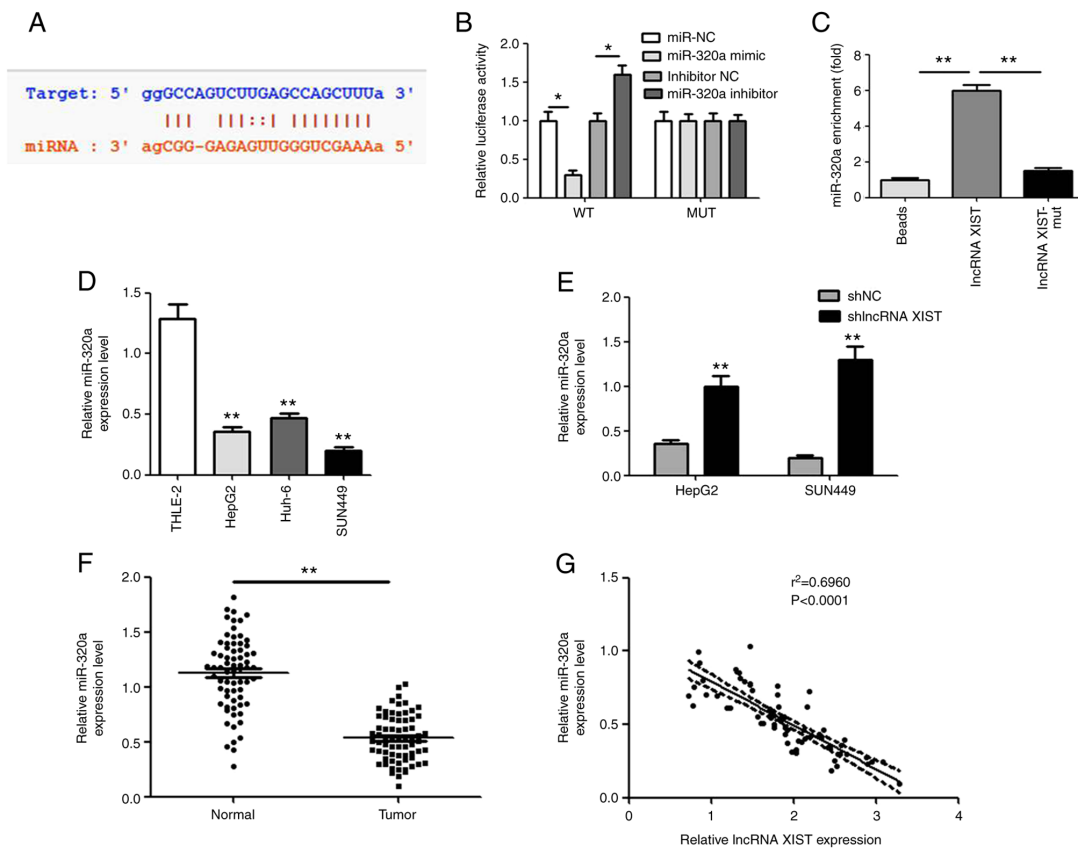 A
Target: 5' ggGCCAGUCUUGAGCCAGCUUUa 3'
||| |||::| ||||||||
miRNA : 3' agCGG-GAGAGUUGGGUCGAAAa 5'
B
Relative luciferase activity
2.0
1.5
1.0
0.5
0.0
*
*
miR-NC
miR-320a mimic
Inhibitor NC
miR-320a inhibitor
WT
MUT
C
miR-320a enrichment (fold)
8
6
4
2
0
**
**
Beads
lncRNA XIST
lncRNA XIST-
mut
D
Relative miR-320a
expression level
1.5
1.0
0.5
0.0
**
**
**
THLE-2
HepG2
Huh-6
SUN449
E
Relative miR-320a
expression level
2.0
1.5
1.0
0.5
0.0
shNC
shlncRNA XIST
**
**
HepG2
SUN449
F
Relative miR-320a
expression level
2.0
1.5
1.0
0.5
0.0
**
Normal
Tumor
G
Relative miR-320a
expression level
1.5
1.0
0.5
0.0
r²=0.6960
P<0.0001
0
1
2
3
4
Relative lncRNA XIST expression